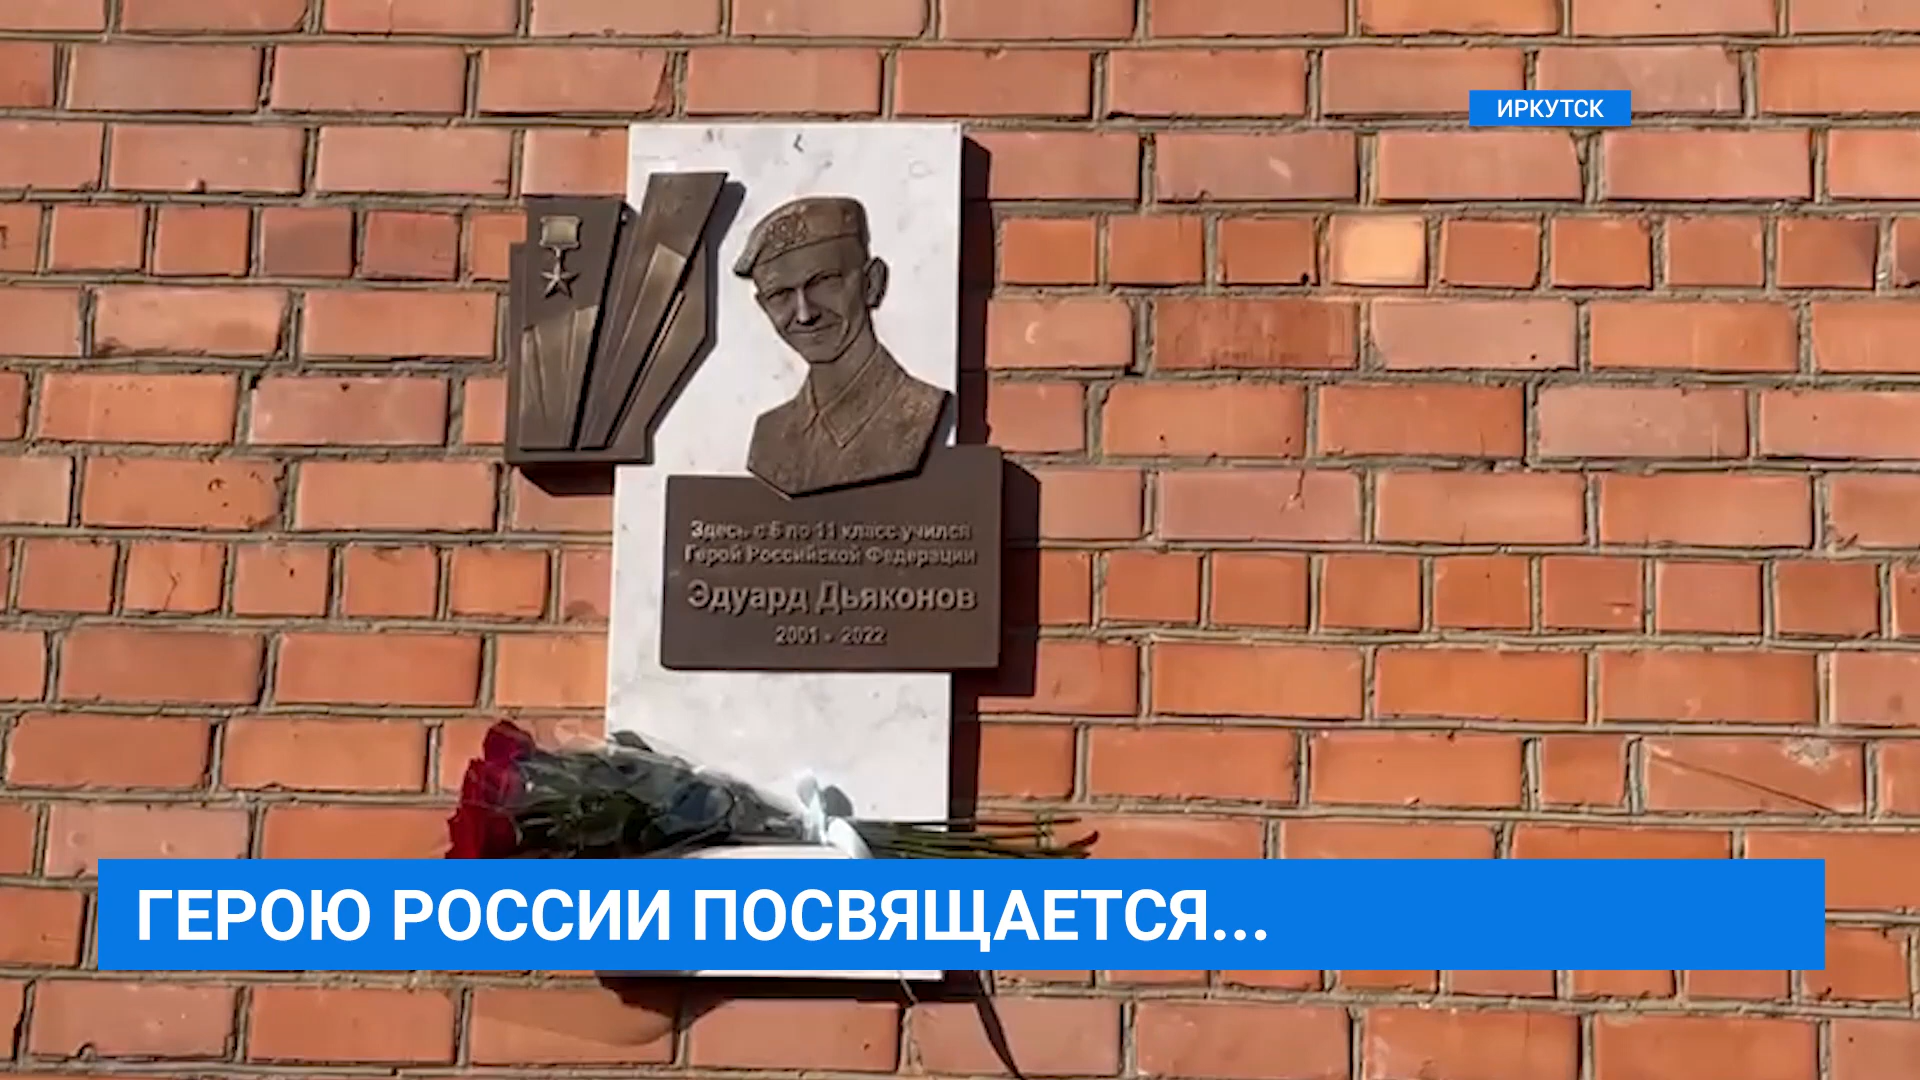 ИРКУТСК
Здесь с 5 по 11 класс учился
Герой Российской Федерации
Эдуард Дьяконов
2001 - 2022
ГЕРОЮ РОССИИ ПОСВЯЩАЕТСЯ...